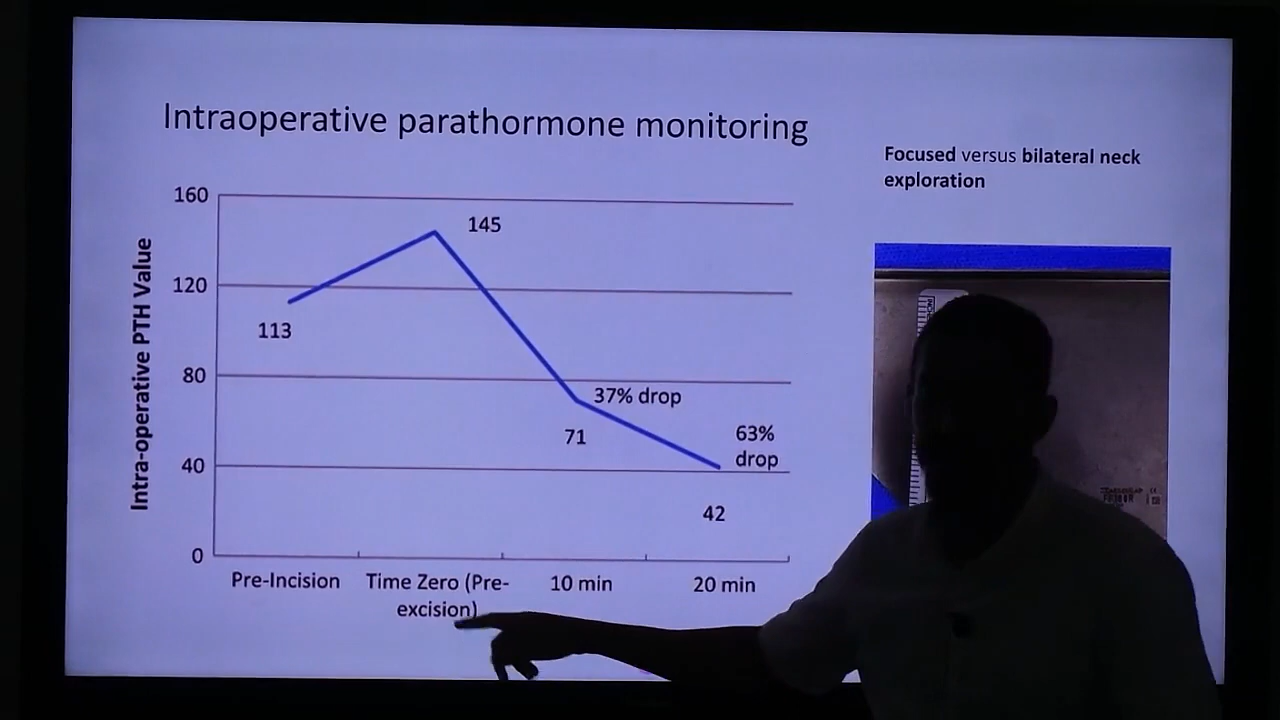 Intraoperative parathormone monitoring
Focused versus bilateral neck
exploration
Intra-operative PTH Value
160
120
80
40
0
113
145
71
37% drop
42
63%
drop
Pre-Incision
Time Zero (Pre-
excision)
10 min
20 min